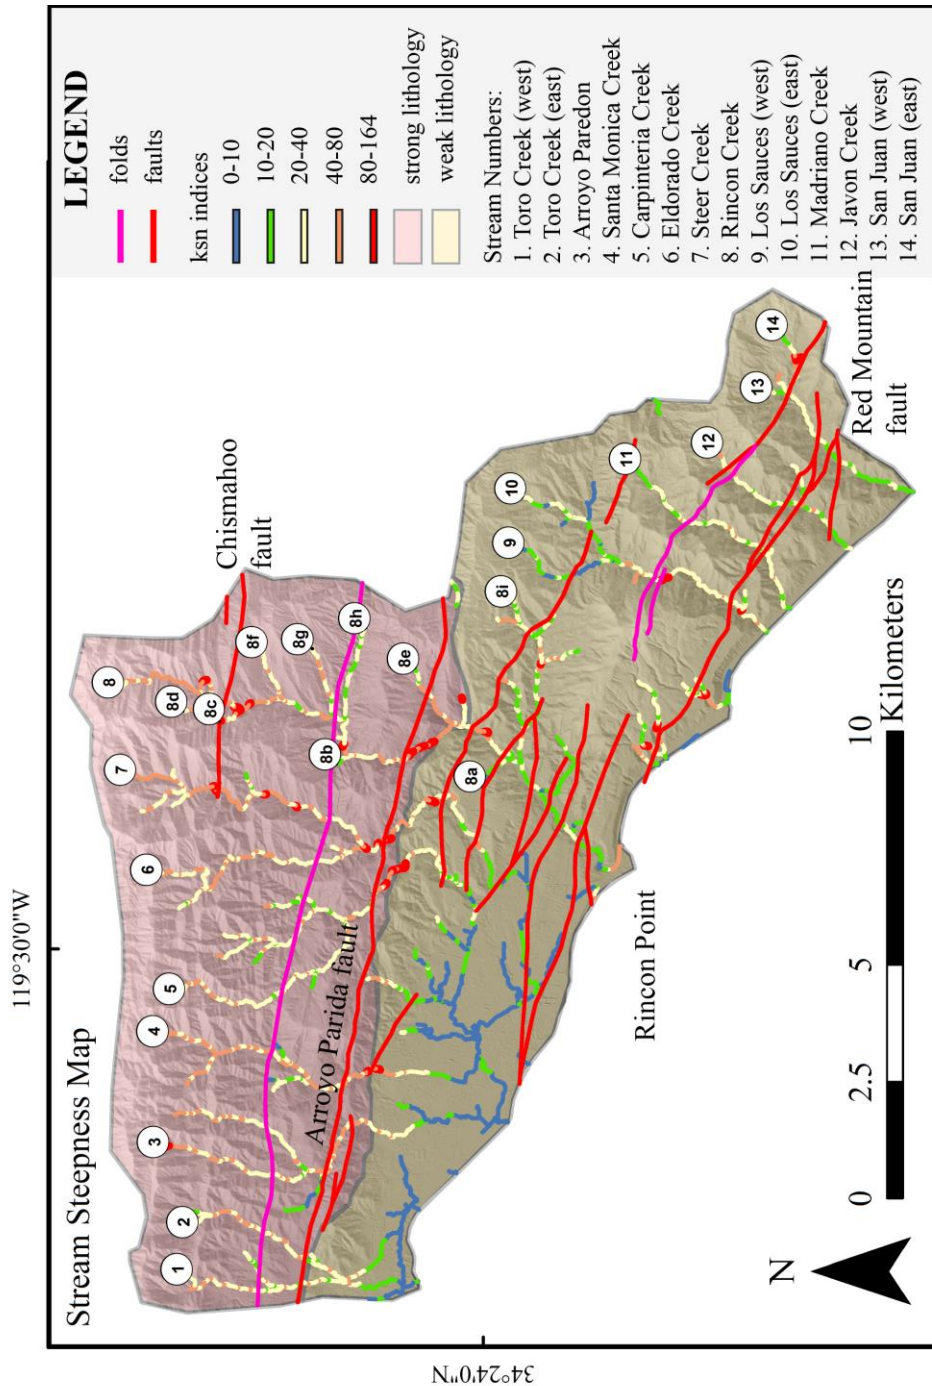 119°30'0"W
34°24'0"N
Stream Steepness Map
1
2
3
4
5
6
7
8
8d
8c
8f
8g
8h
8b
8e
8i
8a
9
10
11
12
13
14
Chismahoo
fault
Arroyo Parida fault
Red Mountain
fault
Rincon Point
N
0 2.5 5 10
Kilometers
LEGEND
folds
faults
ksn indices
0-10
10-20
20-40
40-80
80-164
strong lithology
weak lithology
Stream Numbers:
1. Toro Creek (west)
2. Toro Creek (east)
3. Arroyo Paredon
4. Santa Monica Creek
5. Carpinteria Creek
6. Eldorado Creek
7. Steer Creek
8. Rincon Creek
9. Los Sauces (west)
10. Los Sauces (east)
11. Madriano Creek
12. Javon Creek
13. San Juan (west)
14. San Juan (east)